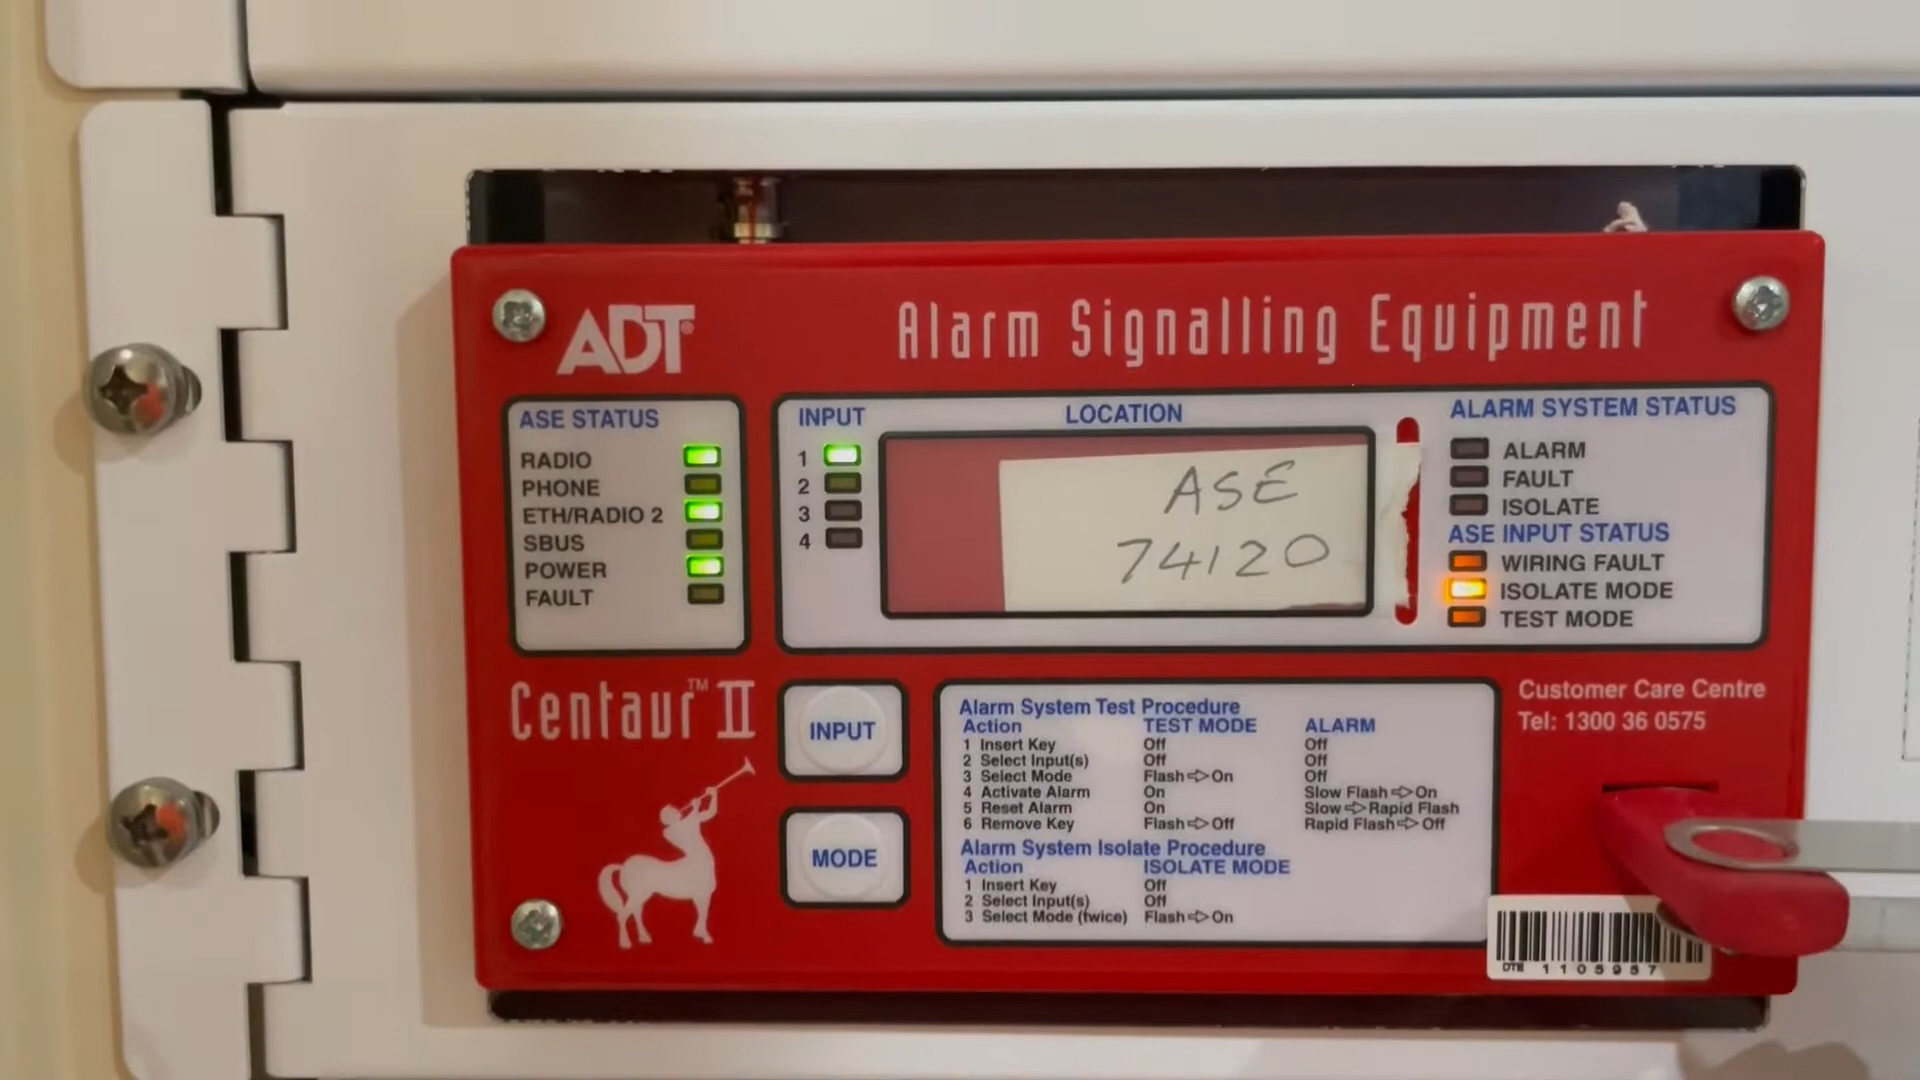 ADT®
Alarm Signalling Equipment
ASE STATUS
RADIO
PHONE
ETH/RADIO 2
SBUS
POWER
FAULT
INPUT
1
2
3
4
LOCATION
ASE
74120
ALARM SYSTEM STATUS
ALARM
FAULT
ISOLATE
ASE INPUT STATUS
WIRING FAULT
ISOLATE MODE
TEST MODE
Centaur™ II
INPUT
MODE
Alarm System Test Procedure
Action TEST MODE ALARM
1 Insert Key Off Off
2 Select Input(s) Off Off
3 Select Mode Flash⇨On Off
4 Activate Alarm On Slow Flash⇨On
5 Reset Alarm On Slow⇨Rapid Flash
6 Remove Key Flash⇨Off Rapid Flash⇨Off
Alarm System Isolate Procedure
Action ISOLATE MODE
1 Insert Key Off
2 Select Input(s) Off
3 Select Mode (twice) Flash⇨On
Customer Care Centre
Tel: 1300 36 0575
1105957